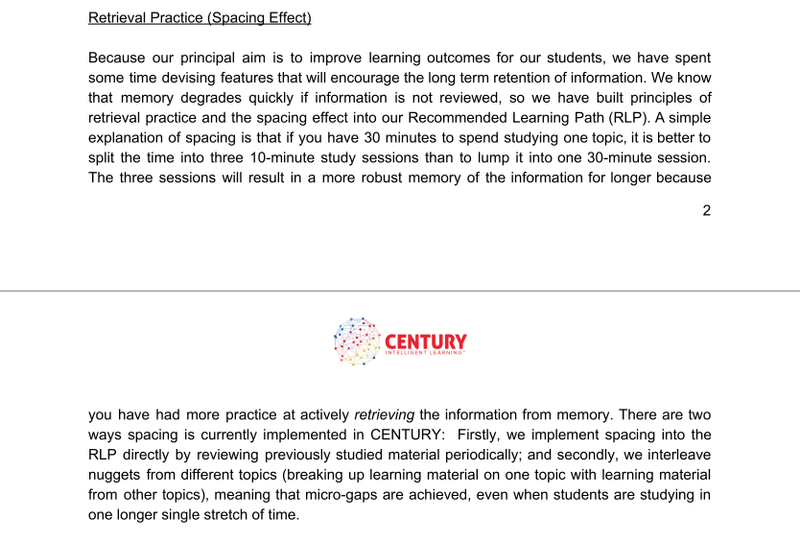 Retrieval Practice (Spacing Effect)
Because our principal aim is to improve learning outcomes for our students, we have spent
some time devising features that will encourage the long term retention of information. We know
that memory degrades quickly if information is not reviewed, so we have built principles of
retrieval practice and the spacing effect into our Recommended Learning Path (RLP). A simple
explanation of spacing is that if you have 30 minutes to spend studying one topic, it is better to
split the time into three 10-minute study sessions than to lump it into one 30-minute session.
The three sessions will result in a more robust memory of the information for longer because
2
CENTURY
INTELLIGENT LEARNING™
you have had more practice at actively retrieving the information from memory. There are two
ways spacing is currently implemented in CENTURY: Firstly, we implement spacing into the
RLP directly by reviewing previously studied material periodically; and secondly, we interleave
nuggets from different topics (breaking up learning material on one topic with learning material
from other topics), meaning that micro-gaps are achieved, even when students are studying in
one longer single stretch of time.